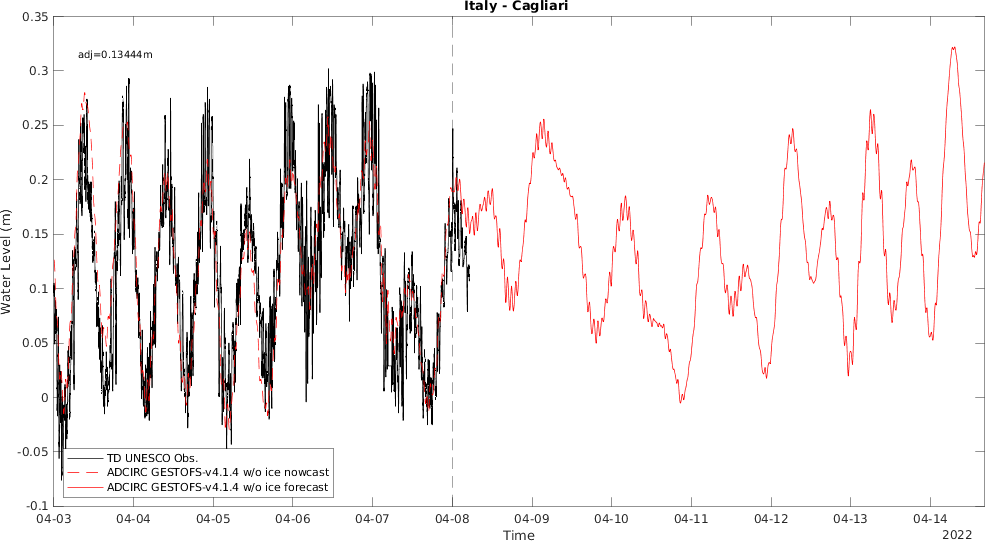 Italy - Cagliari
0.35
adj=0.13444m
0.3
0.25
0.2
0.15
0.1
0.05
0
-0.05
-0.1
Water Level (m)
TD UNESCO Obs.
ADCIRC GESTOFS-v4.1.4 w/o ice nowcast
ADCIRC GESTOFS-v4.1.4 w/o ice forecast
04-03 04-04 04-05 04-06 04-07 04-08 04-09 04-10 04-11 04-12 04-13 04-14
Time
2022